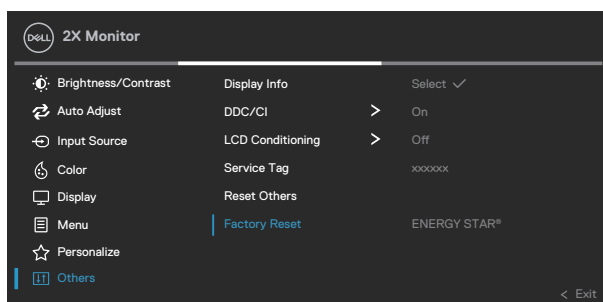 DELL 2X Monitor
Brightness/Contrast Display Info Select ✓
Auto Adjust DDC/CI > On
Input Source LCD Conditioning > Off
Color Service Tag xxxxxx
Display Reset Others
Menu Factory Reset ENERGY STAR®
Personalize
Others
< Exit